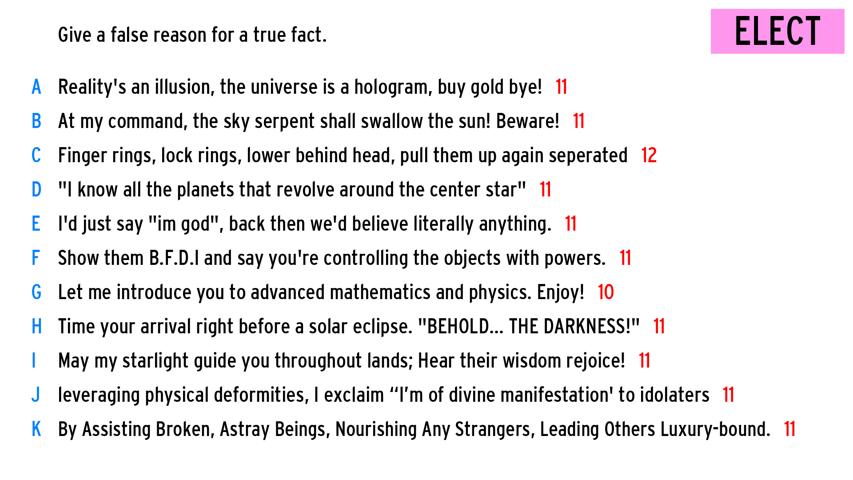 Give a false reason for a true fact.
ELECT
A Reality's an illusion, the universe is a hologram, buy gold bye! 11
B At my command, the sky serpent shall swallow the sun! Beware! 11
C Finger rings, lock rings, lower behind head, pull them up again seperated 12
D "I know all the planets that revolve around the center star" 11
E I'd just say "im god", back then we'd believe literally anything. 11
F Show them B.F.D.I and say you're controlling the objects with powers. 11
G Let me introduce you to advanced mathematics and physics. Enjoy! 10
H Time your arrival right before a solar eclipse. "BEHOLD... THE DARKNESS!" 11
I May my starlight guide you throughout lands; Hear their wisdom rejoice! 11
J leveraging physical deformities, I exclaim “I’m of divine manifestation' to idolaters 11
K By Assisting Broken, Astray Beings, Nourishing Any Strangers, Leading Others Luxury-bound. 11